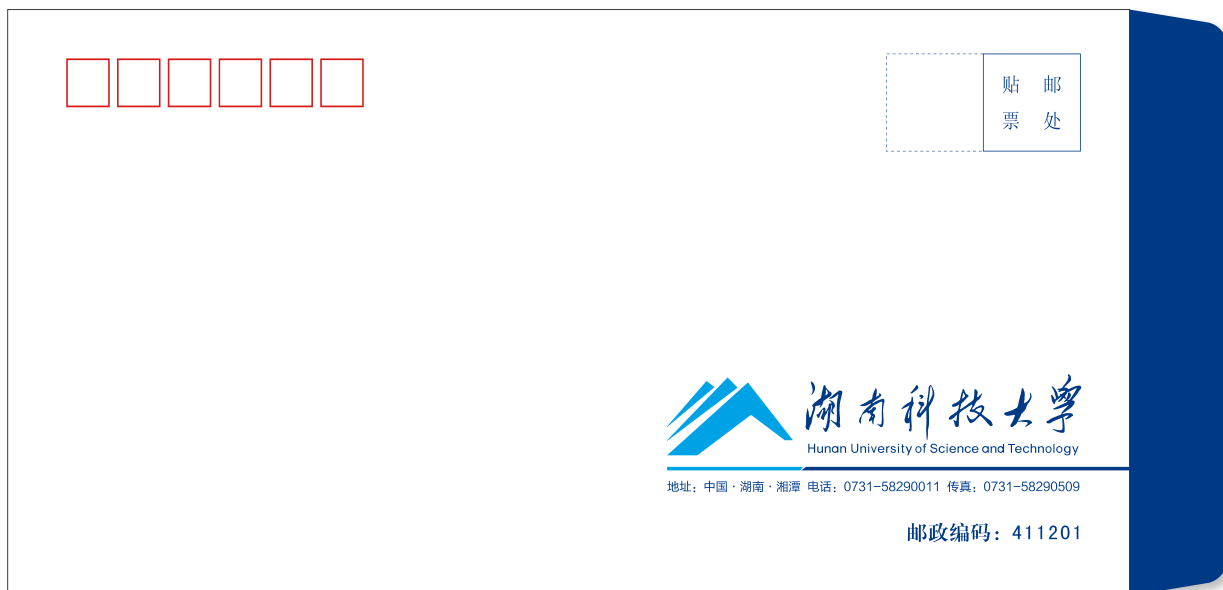 贴 邮
票 处
湖南科技大学
Hunan University of Science and Technology
地址：中国·湖南·湘潭 电话：0731-58290011 传真：0731-58290509
邮政编码：411201